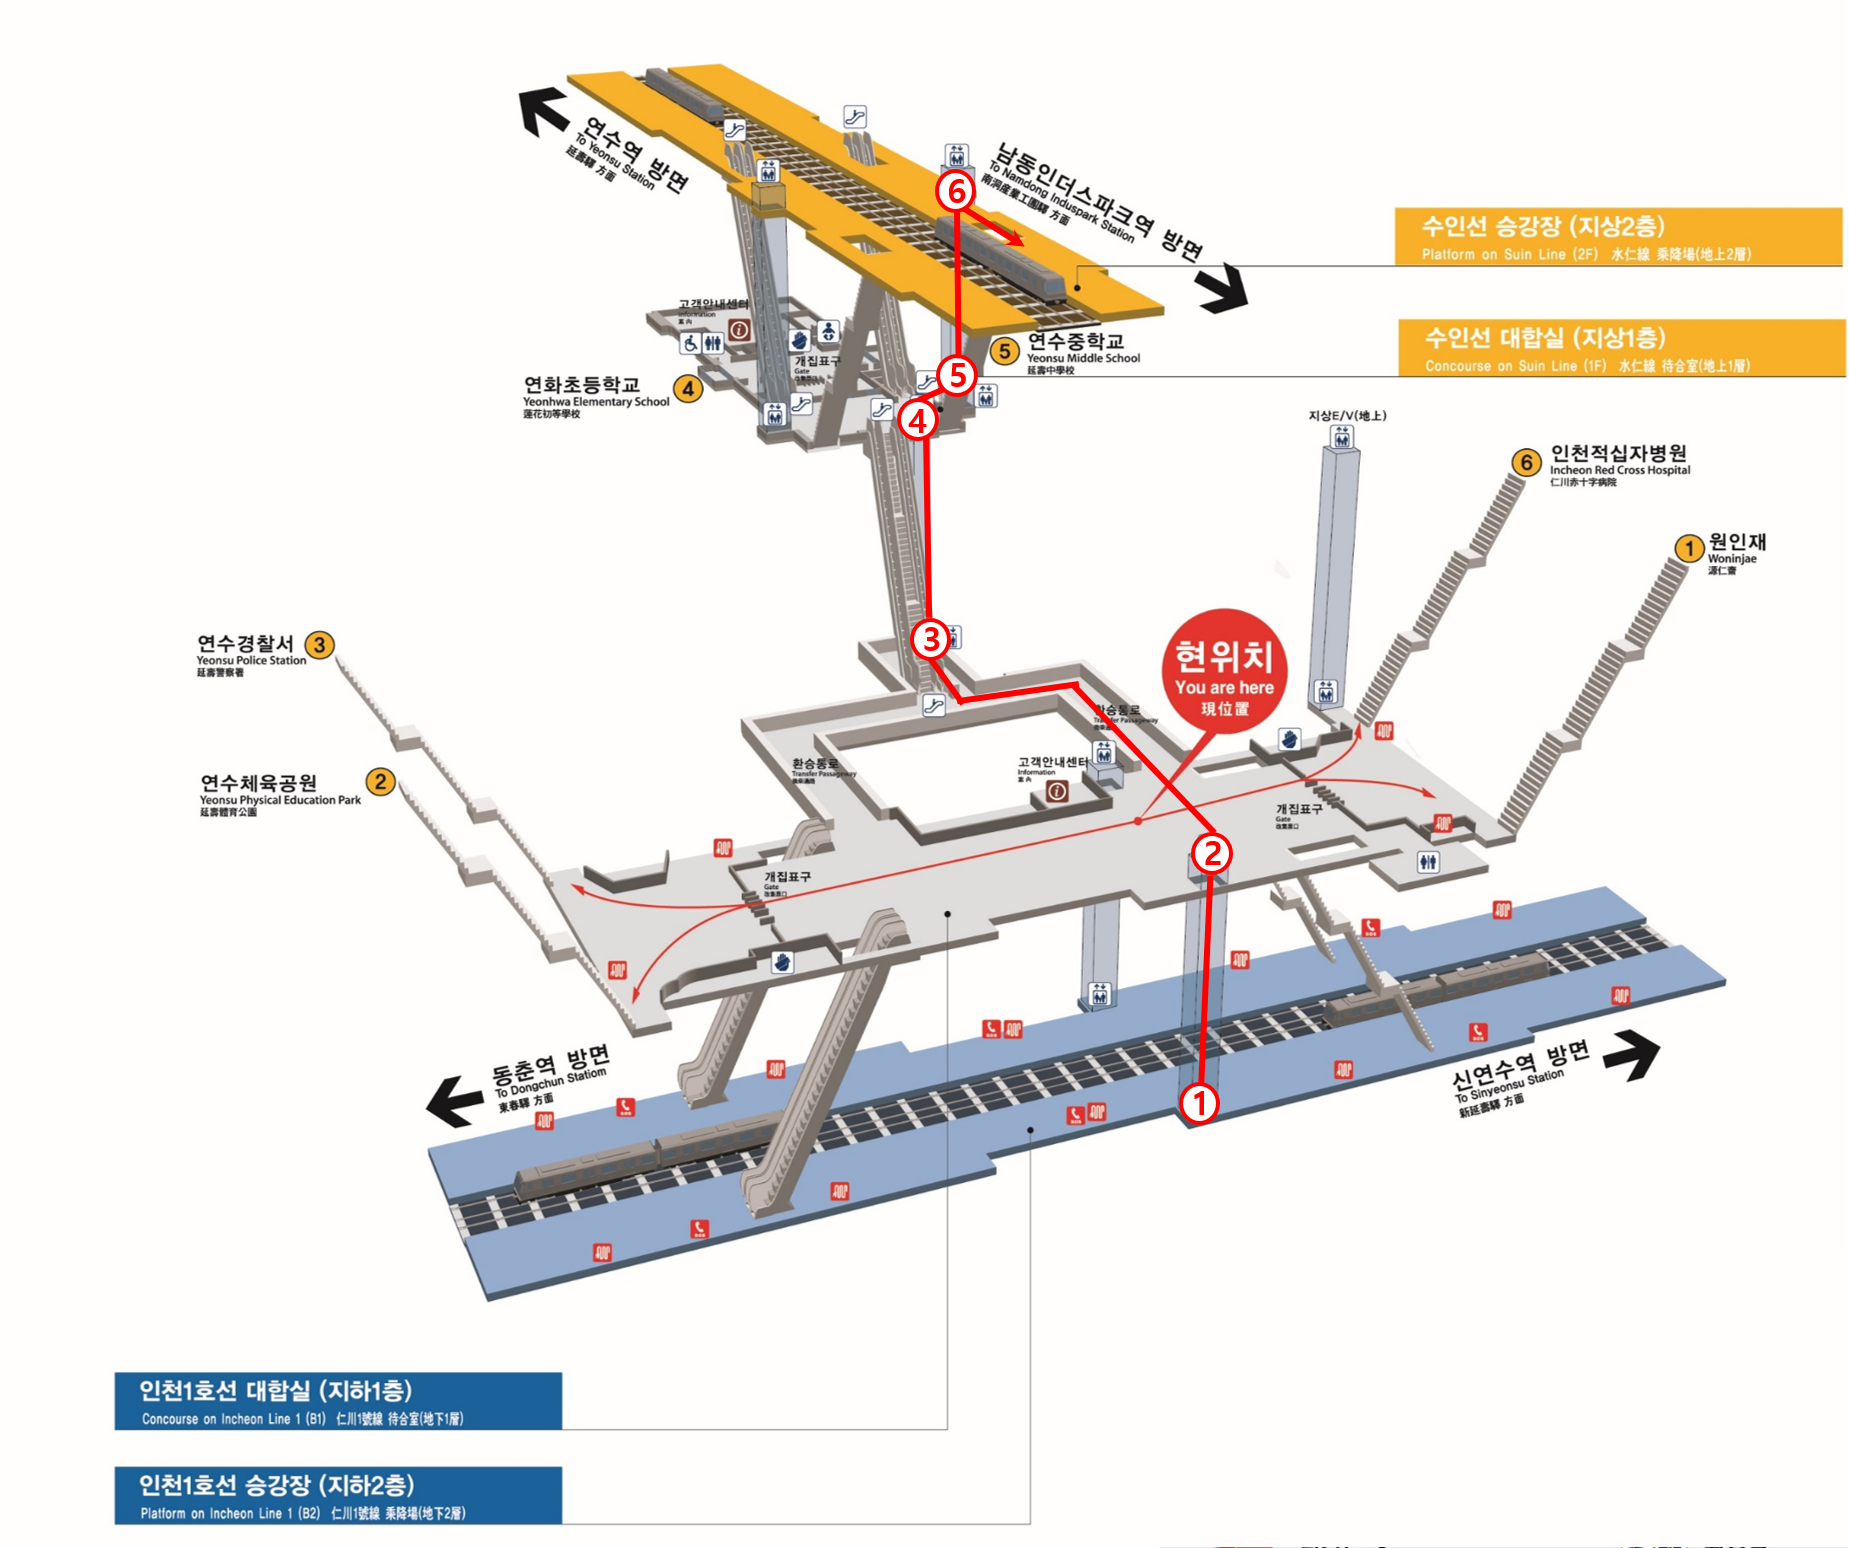 연수역 방면
To Yeonsu Station
延壽驛 方面
남동인더스파크역 방면
To Namdong Induspark Station
南洞産業工團驛 方面
6
수인선 승강장 (지상2층)
Platform on Suin Line (2F) 水仁線 乘降場(地上2層)
수인선 대합실 (지상1층)
Concourse on Suin Line (1F) 水仁線 待合室(地上1層)
고객안내센터
Information
案內
개집표구
Gate
5
연수중학교
Yeonsu Middle School
延壽中學校
5
연화초등학교
Yeonhwa Elementary School
蓮花初等學校
4
4
지상E/V(地上)
6
인천적십자병원
Incheon Red Cross Hospital
仁川赤十字病院
1
원인재
Woninjae
源仁齋
연수경찰서
Yeonsu Police Station
延壽警察署
3
3
현위치
You are here
現位置
연수체육공원
Yeonsu Physical Education Park
延壽體育公園
2
환승통로
Transfer Passageway
환승통로
Transfer Passageway
고객안내센터
Information
案內
개집표구
Gate
改集票口
2
개집표구
Gate
改集票口
동춘역 방면
To Dongchun Statiom
東春驛 方面
1
신연수역 방면
To Sinyeonsu Station
新延壽驛 方面
인천1호선 대합실 (지하1층)
Concourse on Incheon Line 1 (B1) 仁川1號線 待合室(地下1層)
인천1호선 승강장 (지하2층)
Platform on Incheon Line 1 (B2) 仁川1號線 乘降場(地下2層)